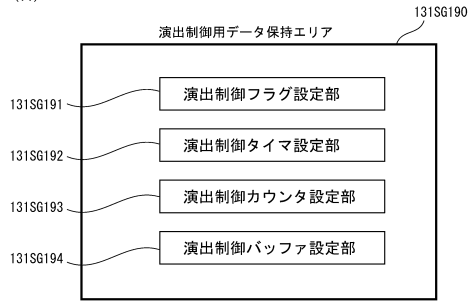 131SG190
演出制御用データ保持エリア
131SG191
演出制御フラグ設定部
131SG192
演出制御タイマ設定部
131SG193
演出制御カウンタ設定部
131SG194
演出制御バッファ設定部